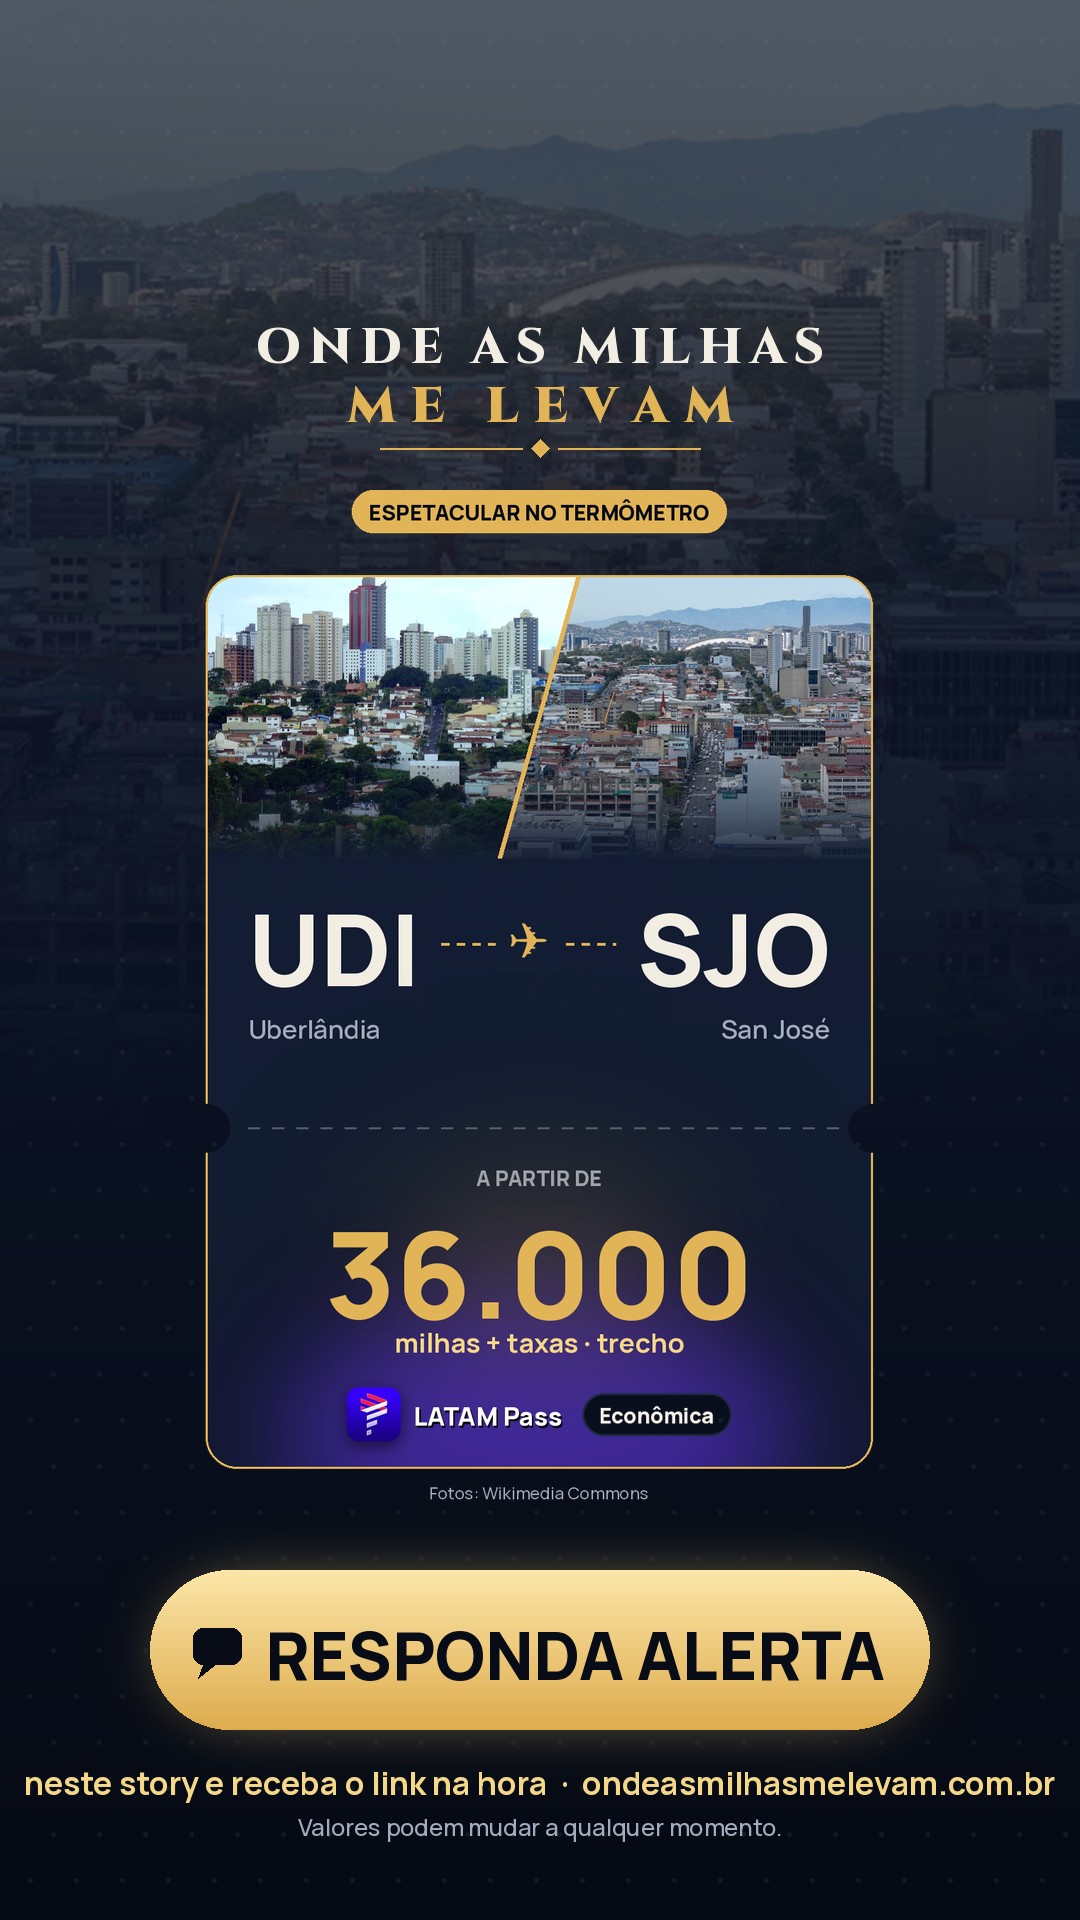 ONDE AS MILHAS
ME LEVAM
ESPETACULAR NO TERMÔMETRO
UDI SJO
Uberlândia San José
A PARTIR DE
36.000
milhas + taxas · trecho
LATAM Pass Econômica
Fotos: Wikimedia Commons
RESPONDA ALERTA
neste story e receba o link na hora · ondeasmilhasmelevam.com.br
Valores podem mudar a qualquer momento.